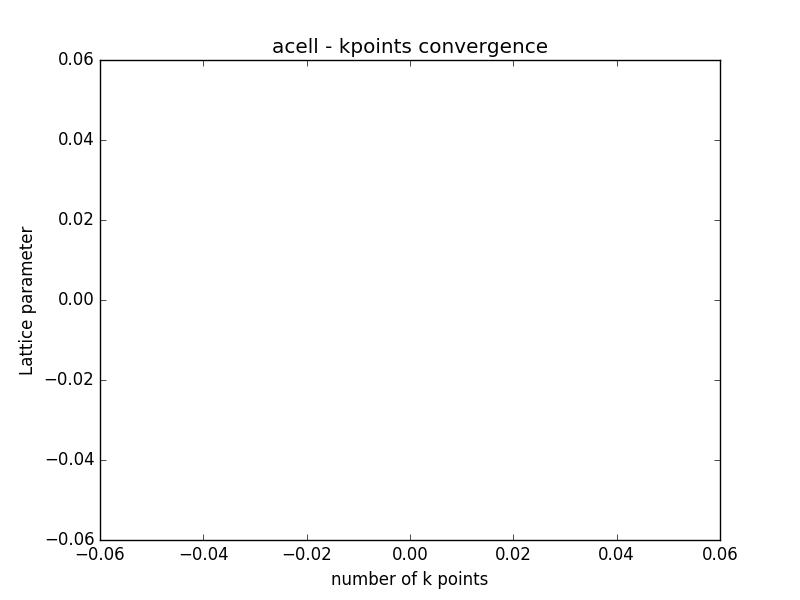 acell - kpoints convergence
0.06
0.04
0.02
0.00
−0.02
−0.04
−0.06
Lattice parameter
−0.06 −0.04 −0.02 0.00 0.02 0.04 0.06
number of k points